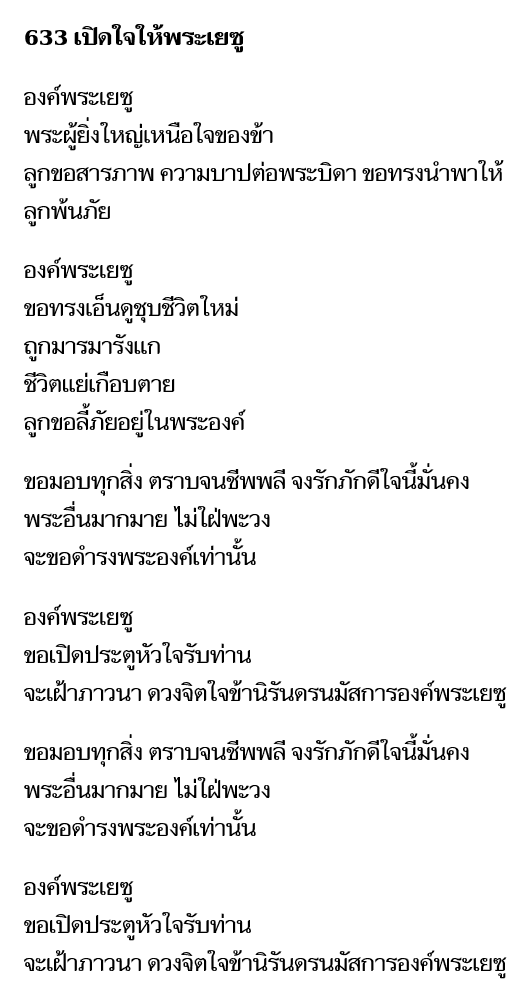 633 เปิดใจให้พระเยซู
องค์พระเยซู
พระผู้ยิ่งใหญ่เหนือใจของข้า
ลูกขอสารภาพ ความบาปต่อพระบิดา ขอทรงนำพาให้
ลูกพ้นภัย
องค์พระเยซู
ขอทรงเอ็นดูชุบชีวิตใหม่
ถูกมารมารังแก
ชีวิตแย่เกือบตาย
ลูกขอลี้ภัยอยู่ในพระองค์
ขอมอบทุกสิ่ง ตราบจนชีพพลี จงรักภักดีใจนี้มั่นคง
พระอื่นมากมาย ไม่ใฝ่พะวง
จะขอดำรงพระองค์เท่านั้น
องค์พระเยซู
ขอเปิดประตูหัวใจรับท่าน
จะเฝ้าภาวนา ดวงจิตใจข้านิรันดรนมัสการองค์พระเยซู
ขอมอบทุกสิ่ง ตราบจนชีพพลี จงรักภักดีใจนี้มั่นคง
พระอื่นมากมาย ไม่ใฝ่พะวง
จะขอดำรงพระองค์เท่านั้น
องค์พระเยซู
ขอเปิดประตูหัวใจรับท่าน
จะเฝ้าภาวนา ดวงจิตใจข้านิรันดรนมัสการองค์พระเยซู